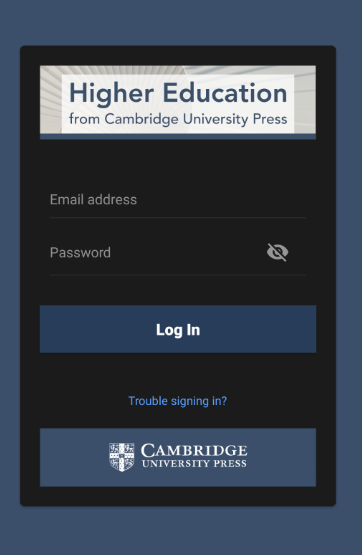 Higher Education
from Cambridge University Press
Email address
Password
Log In
Trouble signing in?
CAMBRIDGE
UNIVERSITY PRESS